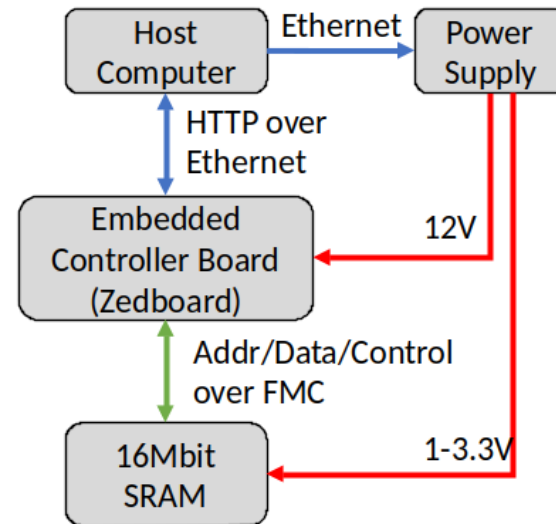 Host
Computer
Ethernet
Power
Supply
HTTP over
Ethernet
Embedded
Controller Board
(Zedboard)
12V
Addr/Data/Control
over FMC
16Mbit
SRAM
1-3.3V